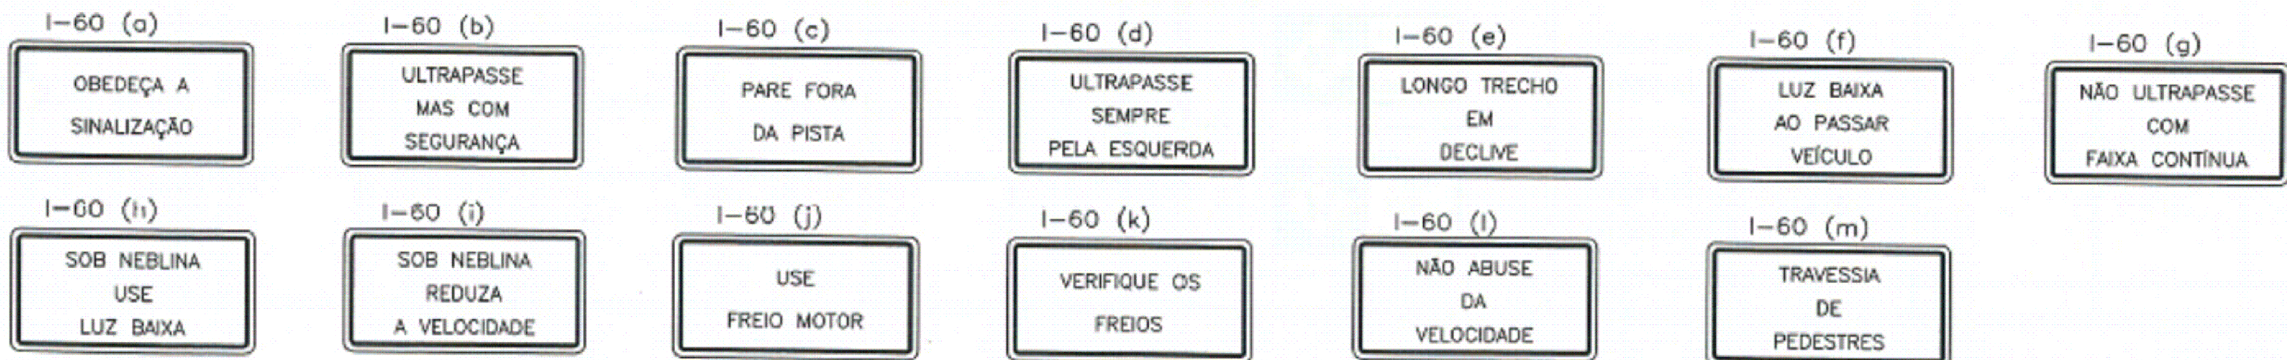 I-60 (a)
OBEDEÇA A
SINALIZAÇÃO
I-60 (b)
ULTRAPASSE
MAS COM
SEGURANÇA
I-60 (c)
PARE FORA
DA PISTA
I-60 (d)
ULTRAPASSE
SEMPRE
PELA ESQUERDA
I-60 (e)
LONGO TRECHO
EM
DECLIVE
I-60 (f)
LUZ BAIXA
AO PASSAR
VEÍCULO
I-60 (g)
NÃO ULTRAPASSE
COM
FAIXA CONTÍNUA
I-60 (h)
SOB NEBLINA
USE
LUZ BAIXA
I-60 (i)
SOB NEBLINA
REDUZA
A VELOCIDADE
I-60 (j)
USE
FREIO MOTOR
I-60 (k)
VERIFIQUE OS
FREIOS
I-60 (l)
NÃO ABUSE
DA
VELOCIDADE
I-60 (m)
TRAVESSIA
DE
PEDESTRES